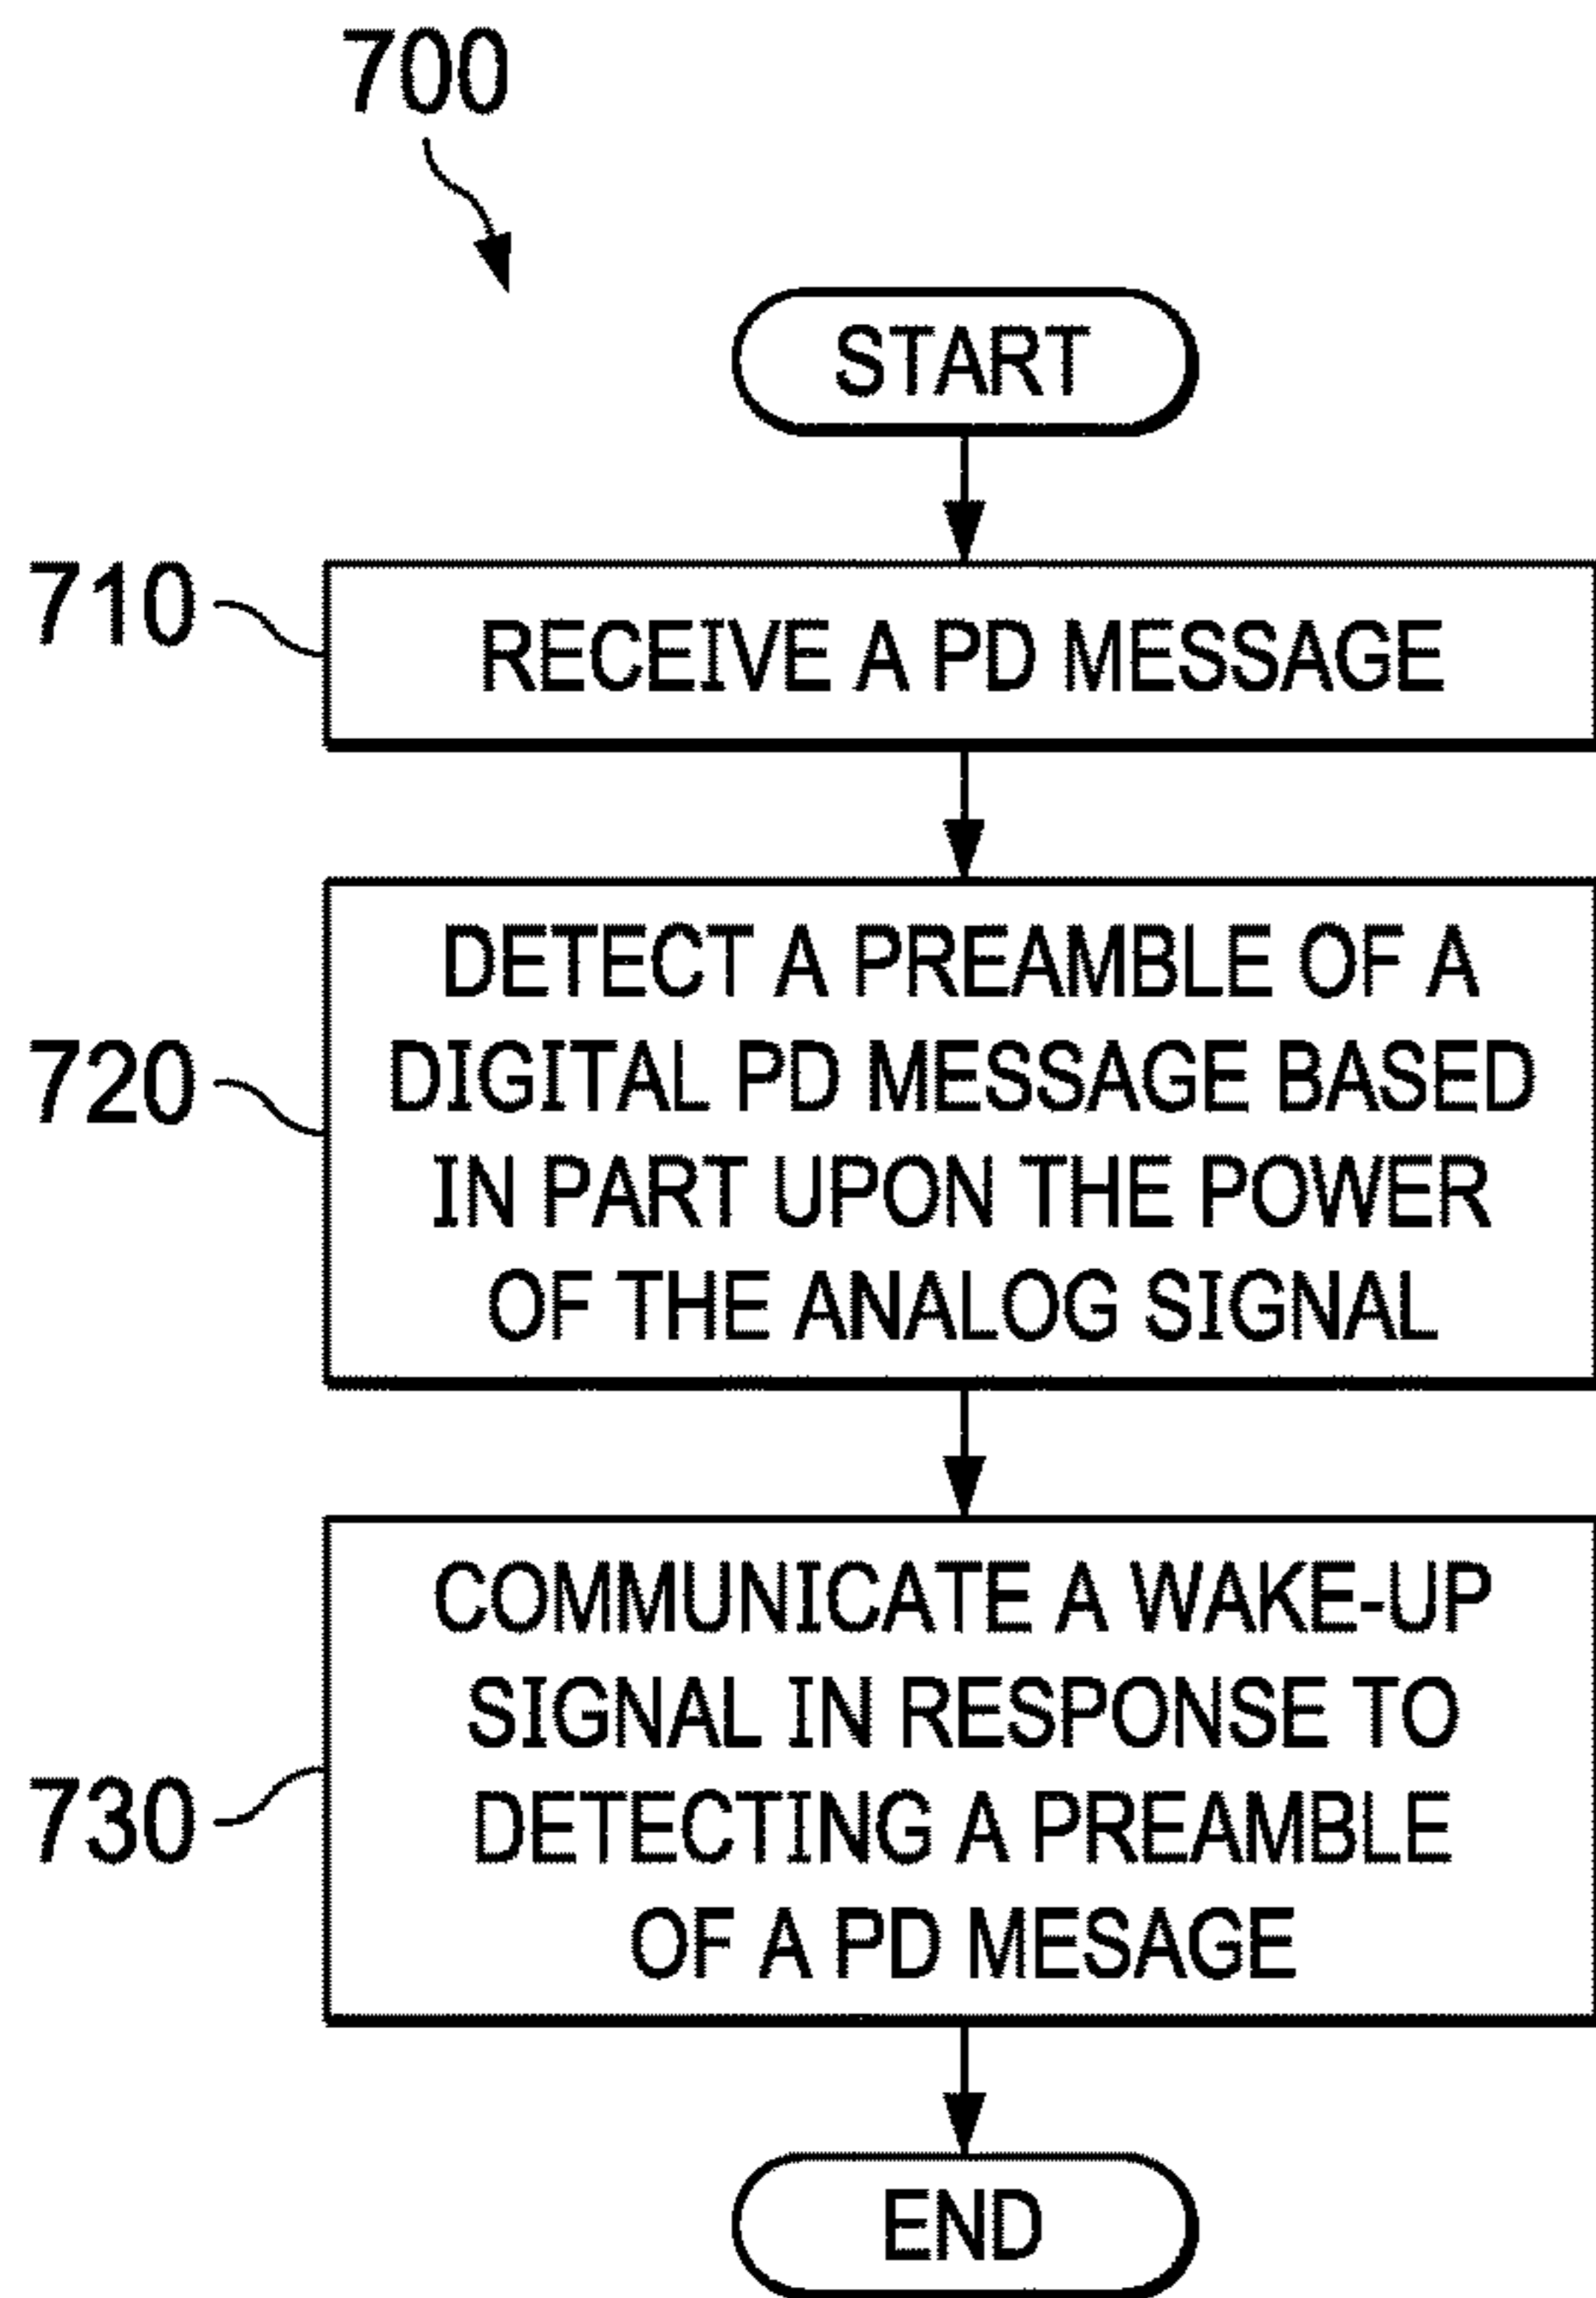 700
START
710
RECEIVE A PD MESSAGE
720
DETECT A PREAMBLE OF A
DIGITAL PD MESSAGE BASED
IN PART UPON THE POWER
OF THE ANALOG SIGNAL
730
COMMUNICATE A WAKE-UP
SIGNAL IN RESPONSE TO
DETECTING A PREAMBLE
OF A PD MESAGE
END